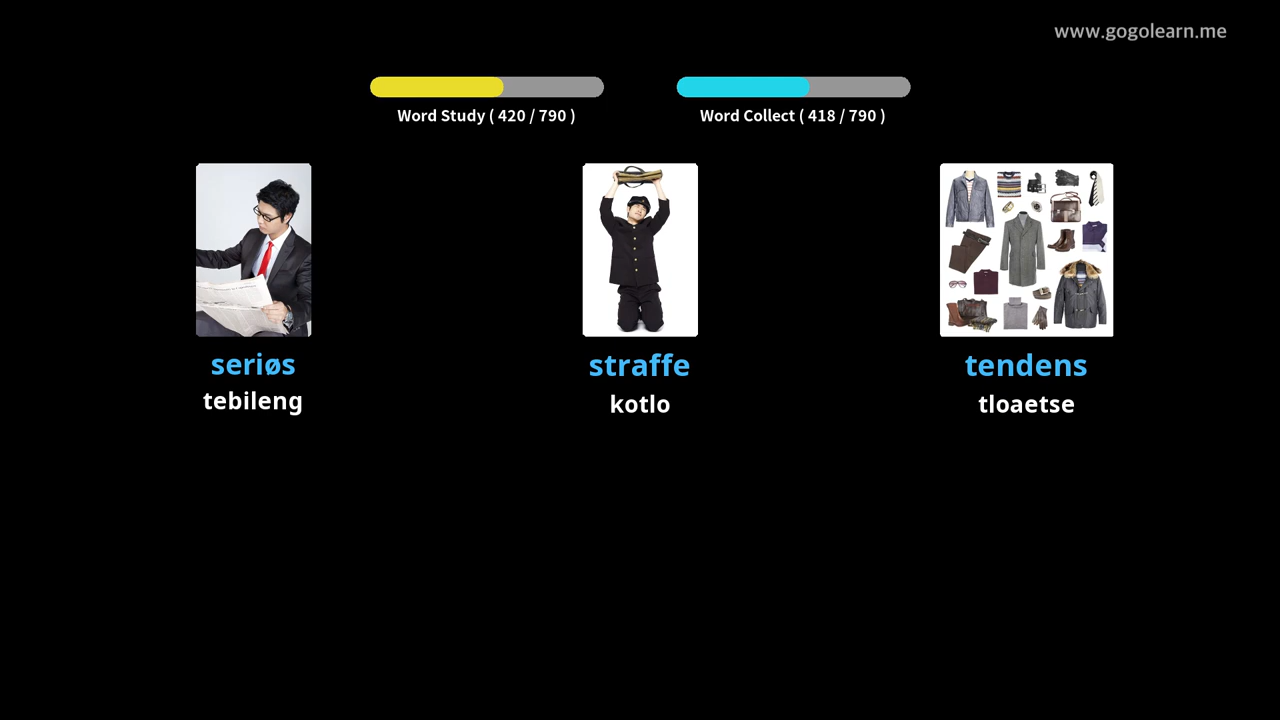 www.gogolearn.me
Word Study ( 420 / 790 )
Word Collect ( 418 / 790 )
seriøs
tebileng
straffe
kotlo
tendens
tloaetse